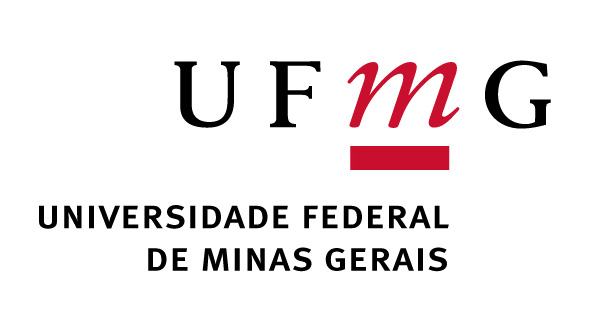 UFmG
UNIVERSIDADE FEDERAL
DE MINAS GERAIS